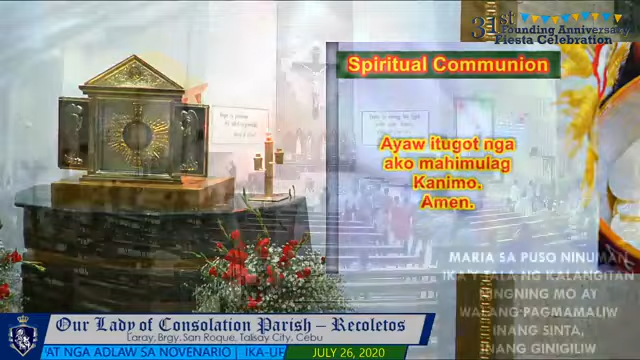 31st
Founding Anniversary
Fiesta Celebration
Spiritual Communion
Ayaw itugot nga
ako mahimulag
Kanimo.
Amen.
MARIA SA PUSO NINUMAN
IKA'Y TALA NG KALANGITAN
NINGNING MO AY
WALANG PAGMAMALIW
INANG SINTA,
INANG GINIGILIW
Our Lady of Consolation Parish – Recoletos
Laray, Brgy. San Roque, Talisay City, Cebu
AT NGA ADLAW SA NOVENARIO | IKA-UP
JULY 26, 2020